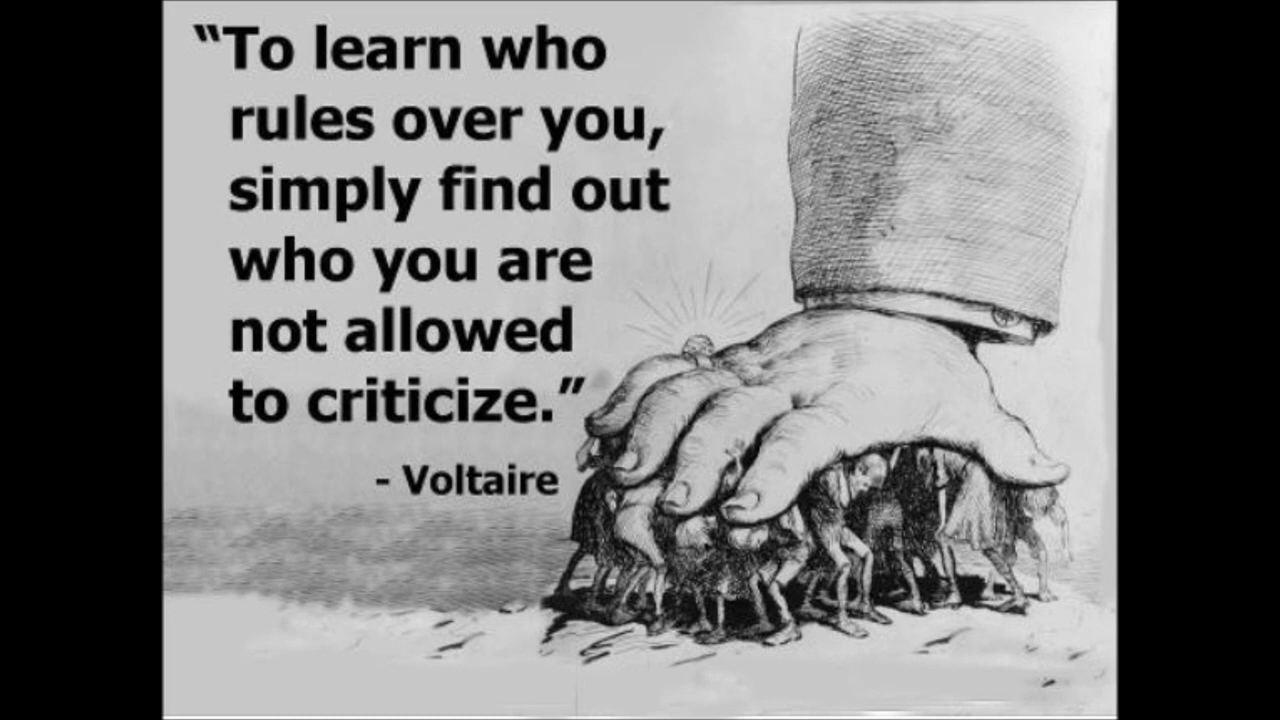 “To learn who
rules over you,
simply find out
who you are
not allowed
to criticize.”
- Voltaire